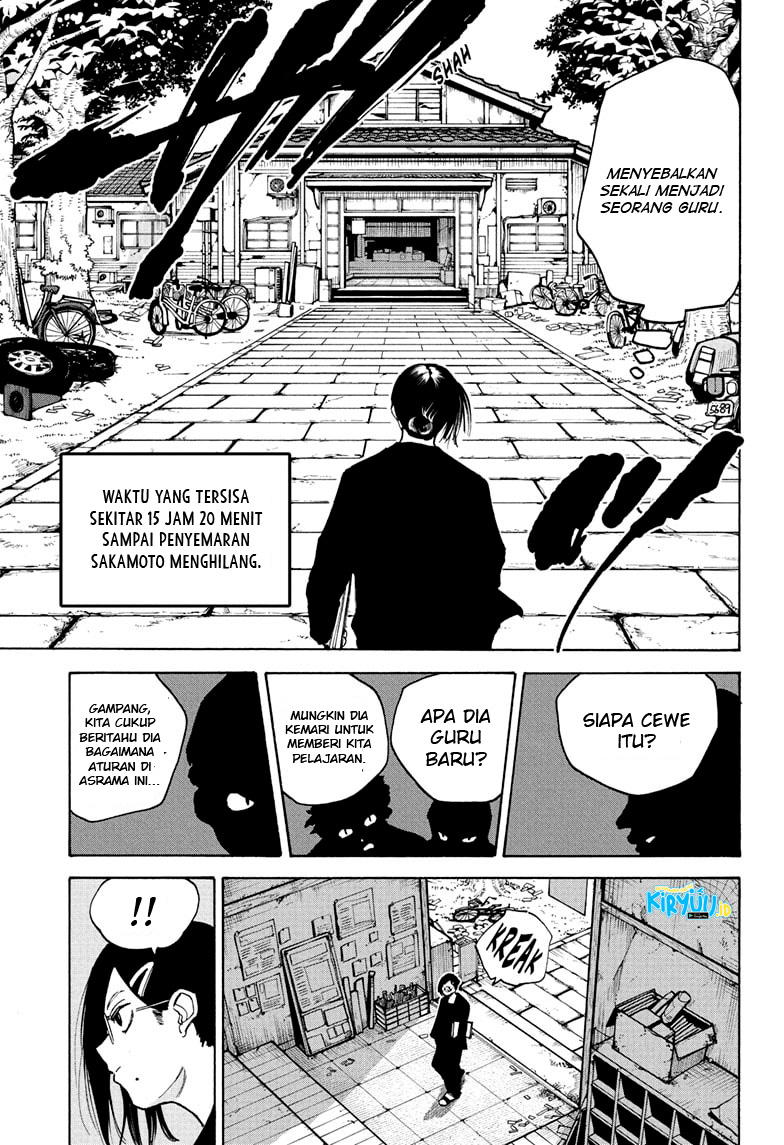 SHAH
MENYEBALKAN
SEKALI MENJADI
SEORANG GURU.
5689
WAKTU YANG TERSISA
SEKITAR 15 JAM 20 MENIT
SAMPAI PENYEMARAN
SAKAMOTO MENGHILANG.
SIAPA CEWE
ITU?
APA DIA
GURU
BARU?
MUNGKIN DIA
KEMARI UNTUK
MEMBERI KITA
PELAJARAN.
GAMPANG,
KITA CUKUP
BERITAHU DIA
BAGAIMANA
ATURAN DI
ASRAMA INI...
KIRYUU.ID
KREAK
!!